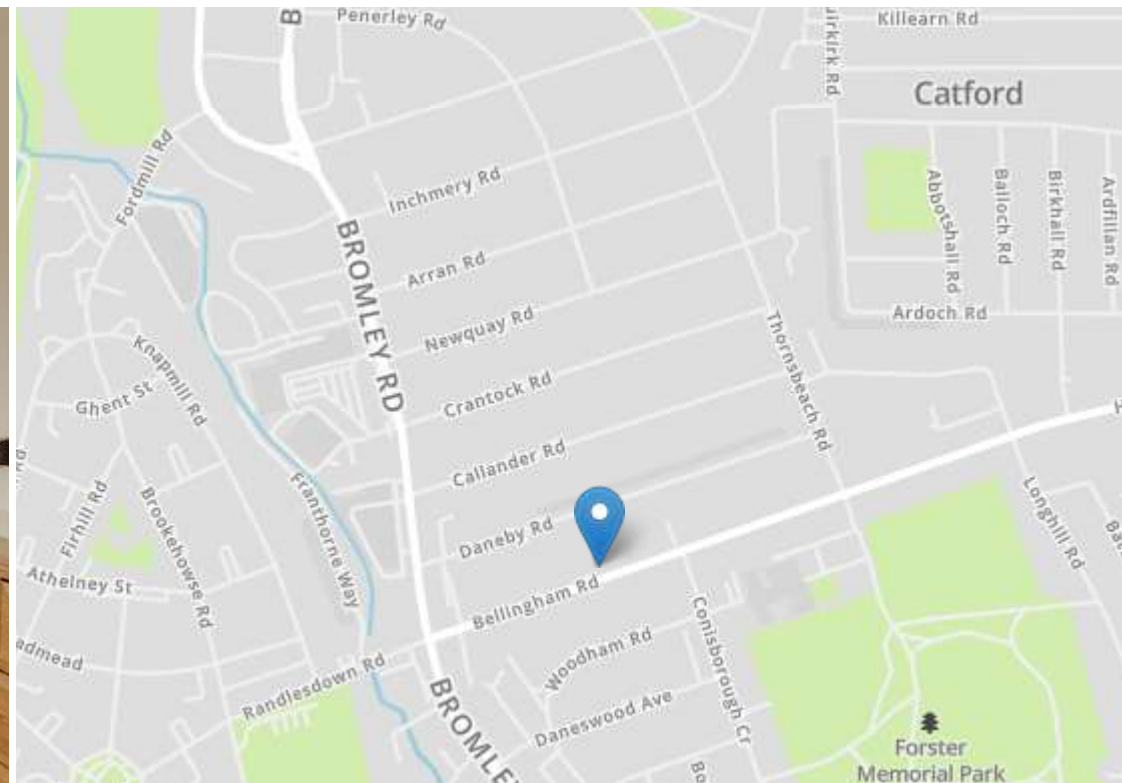 Penerley Rd
Killearn Rd
Catford
Fordmill Rd
Inchmery Rd
Abbotshall Rd
Balloch Rd
Birkhall Rd
Ardfillan Rd
BROMLEY RD
Arran Rd
Newquay Rd
Ardoch Rd
Thornsbeach Rd
Knapmill Rd
Ghent St
Crantock Rd
Callander Rd
Firhill Rd
Brookehowse Rd
Franthorne Way
Daneby Rd
Longhill Rd
Athelney St
Bellingham Rd
Conisborough Cr
Woodham Rd
Randlesdown Rd
Daneswood Ave
Forster
Memorial Park